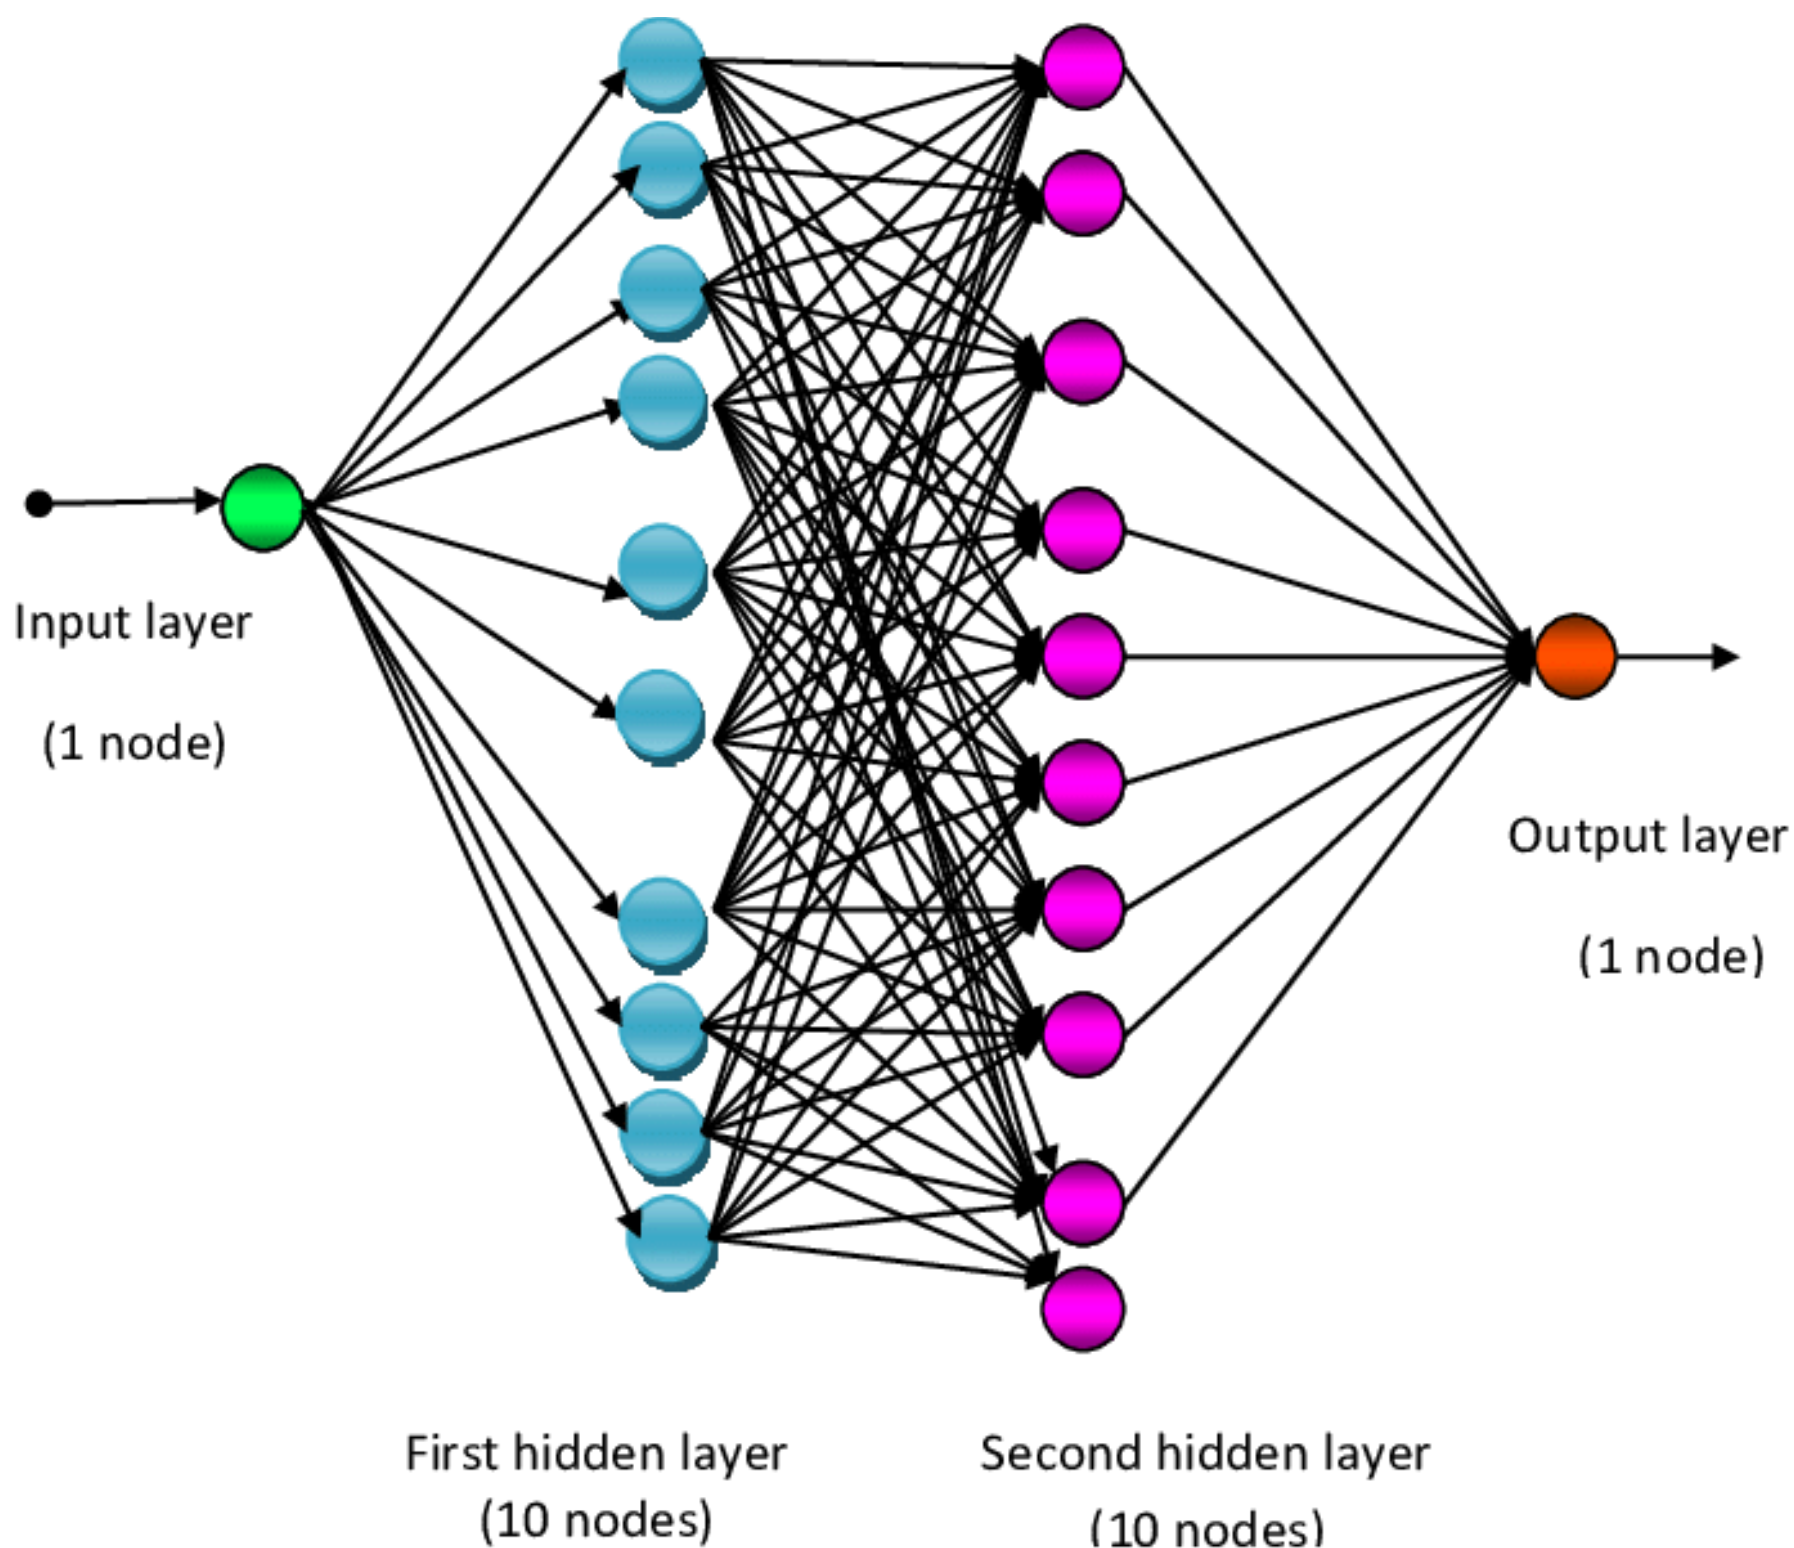 Input layer
(1 node)
Output layer
(1 node)
First hidden layer
(10 nodes)
Second hidden layer
(10 nodes)